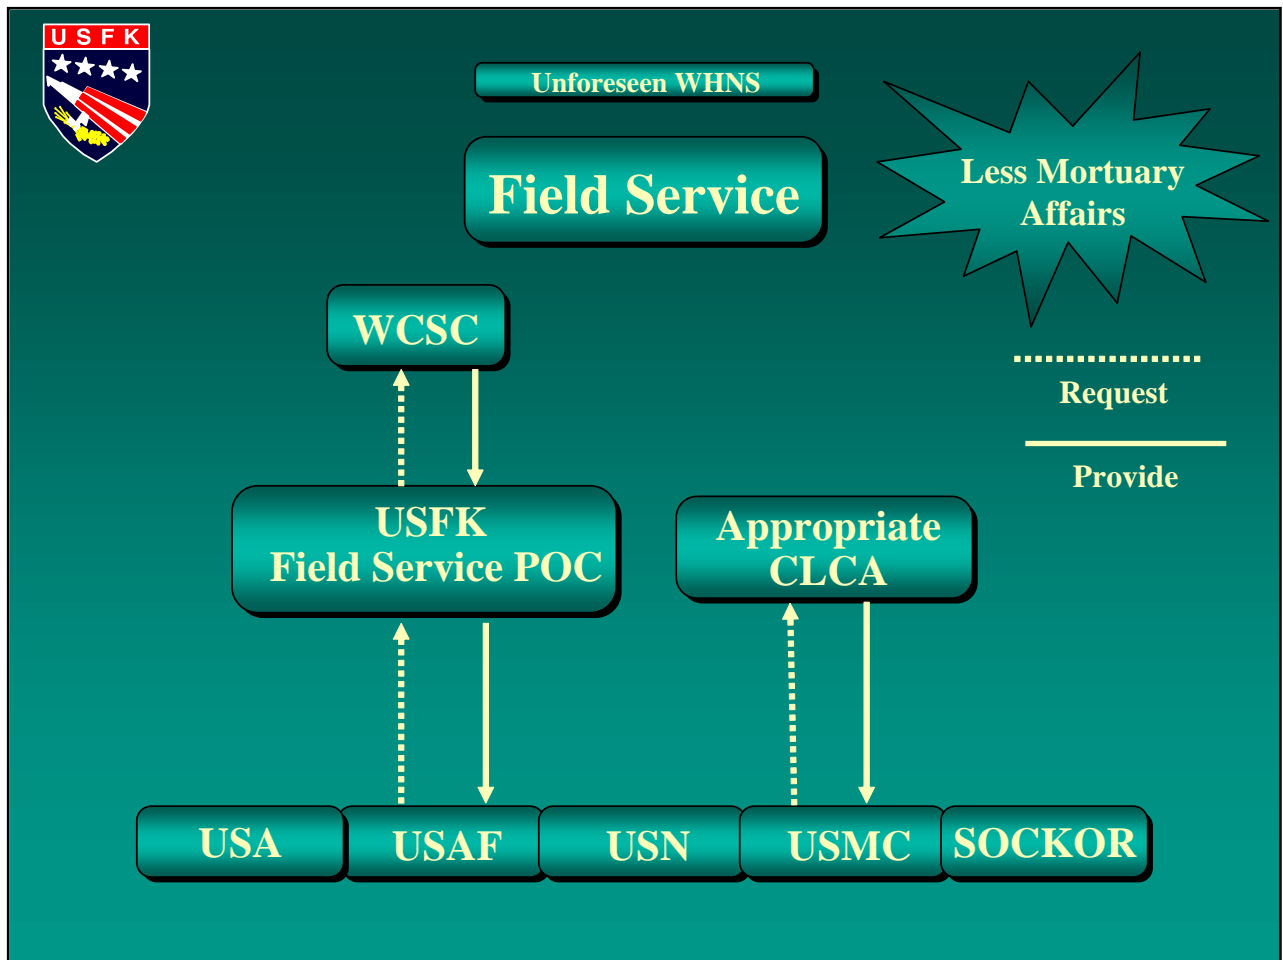 USFK
Unforeseen WHNS
Field Service
Less Mortuary
Affairs
WCSC
Request
Provide
USFK
Field Service POC
Appropriate
CLCA
USA
USAF
USN
USMC
SOCKOR